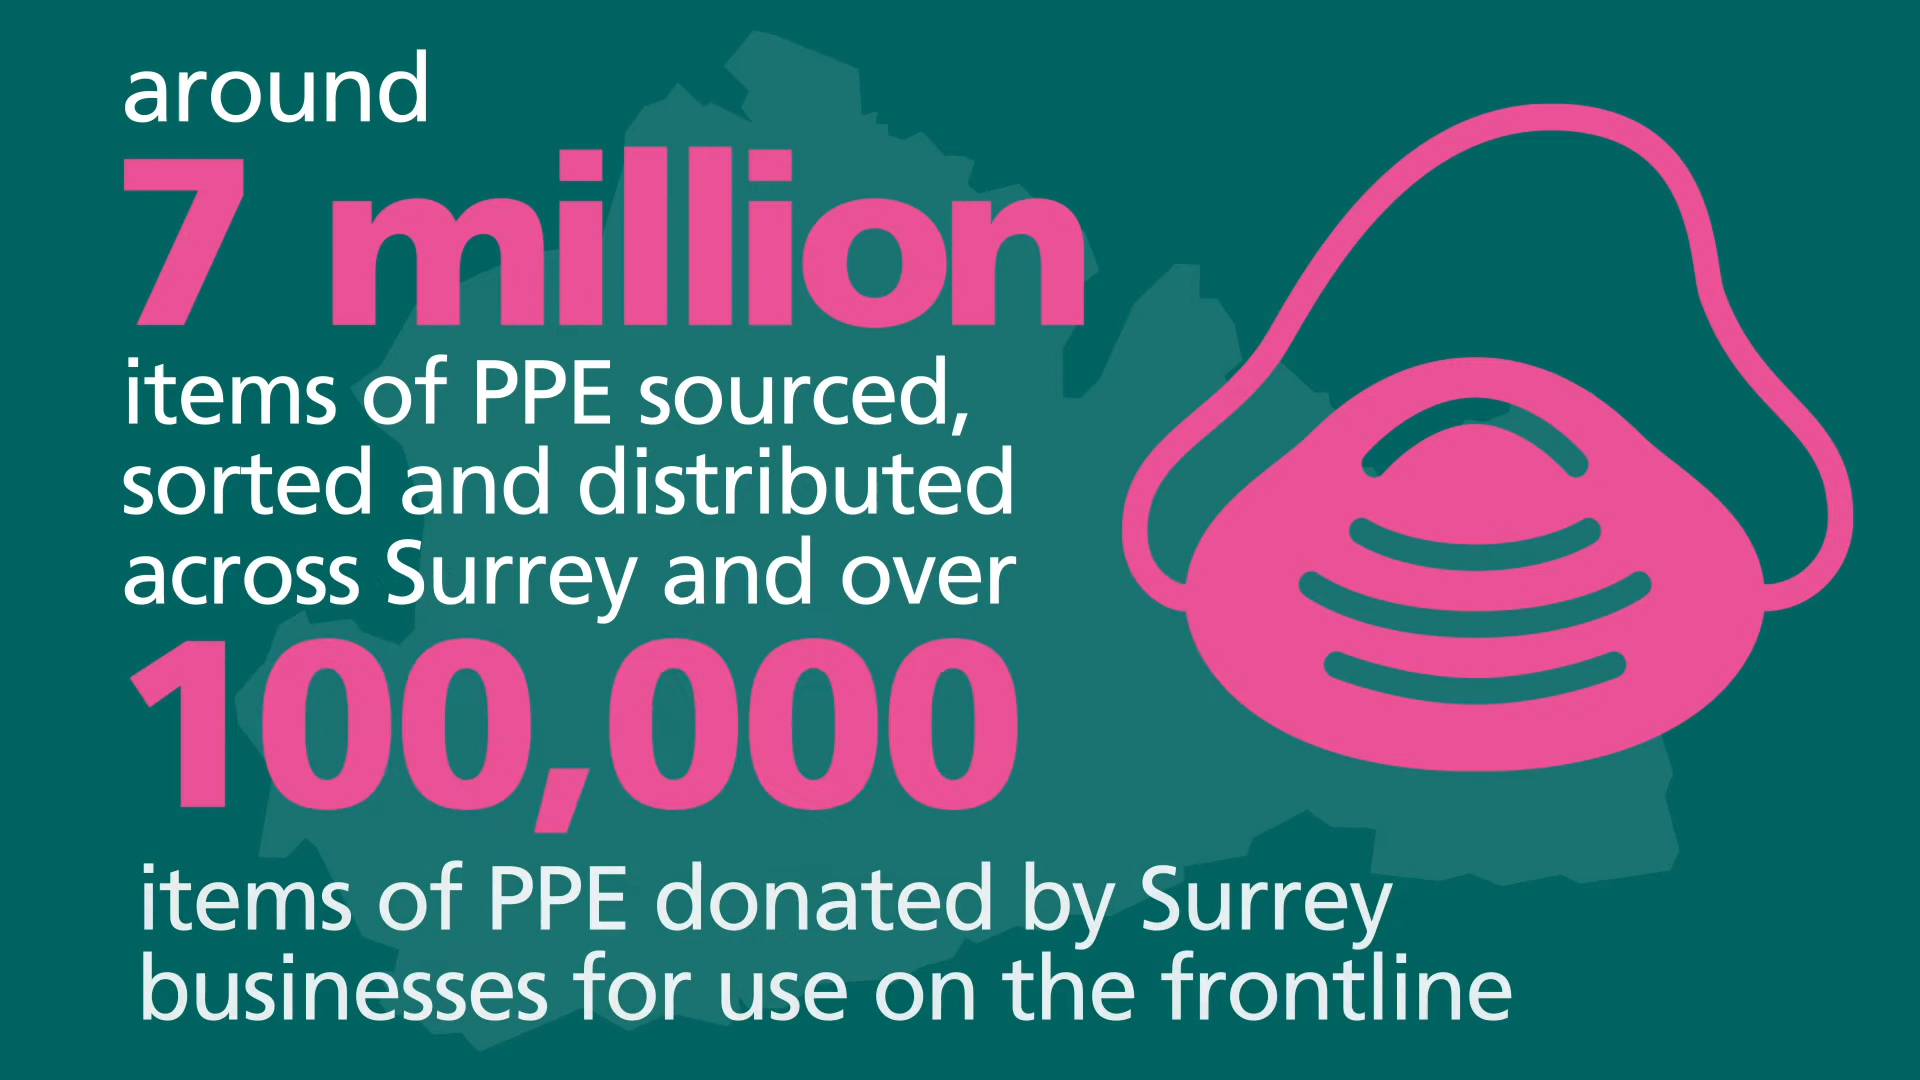 around
7 million
items of PPE sourced,
sorted and distributed
across Surrey and over
100,000
items of PPE donated by Surrey
businesses for use on the frontline